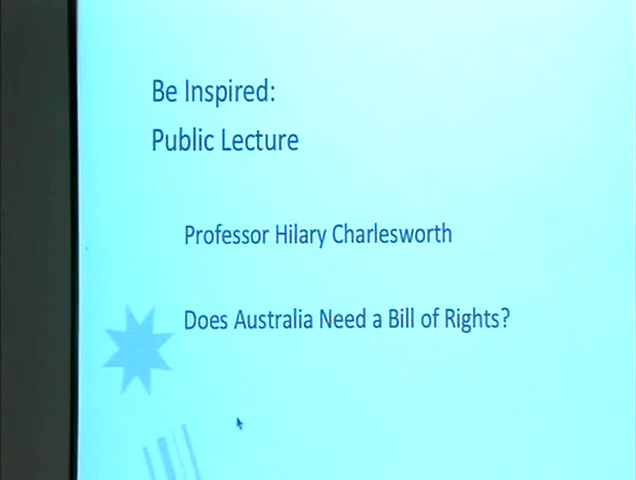 Be Inspired:
Public Lecture
Professor Hilary Charlesworth
Does Australia Need a Bill of Rights?